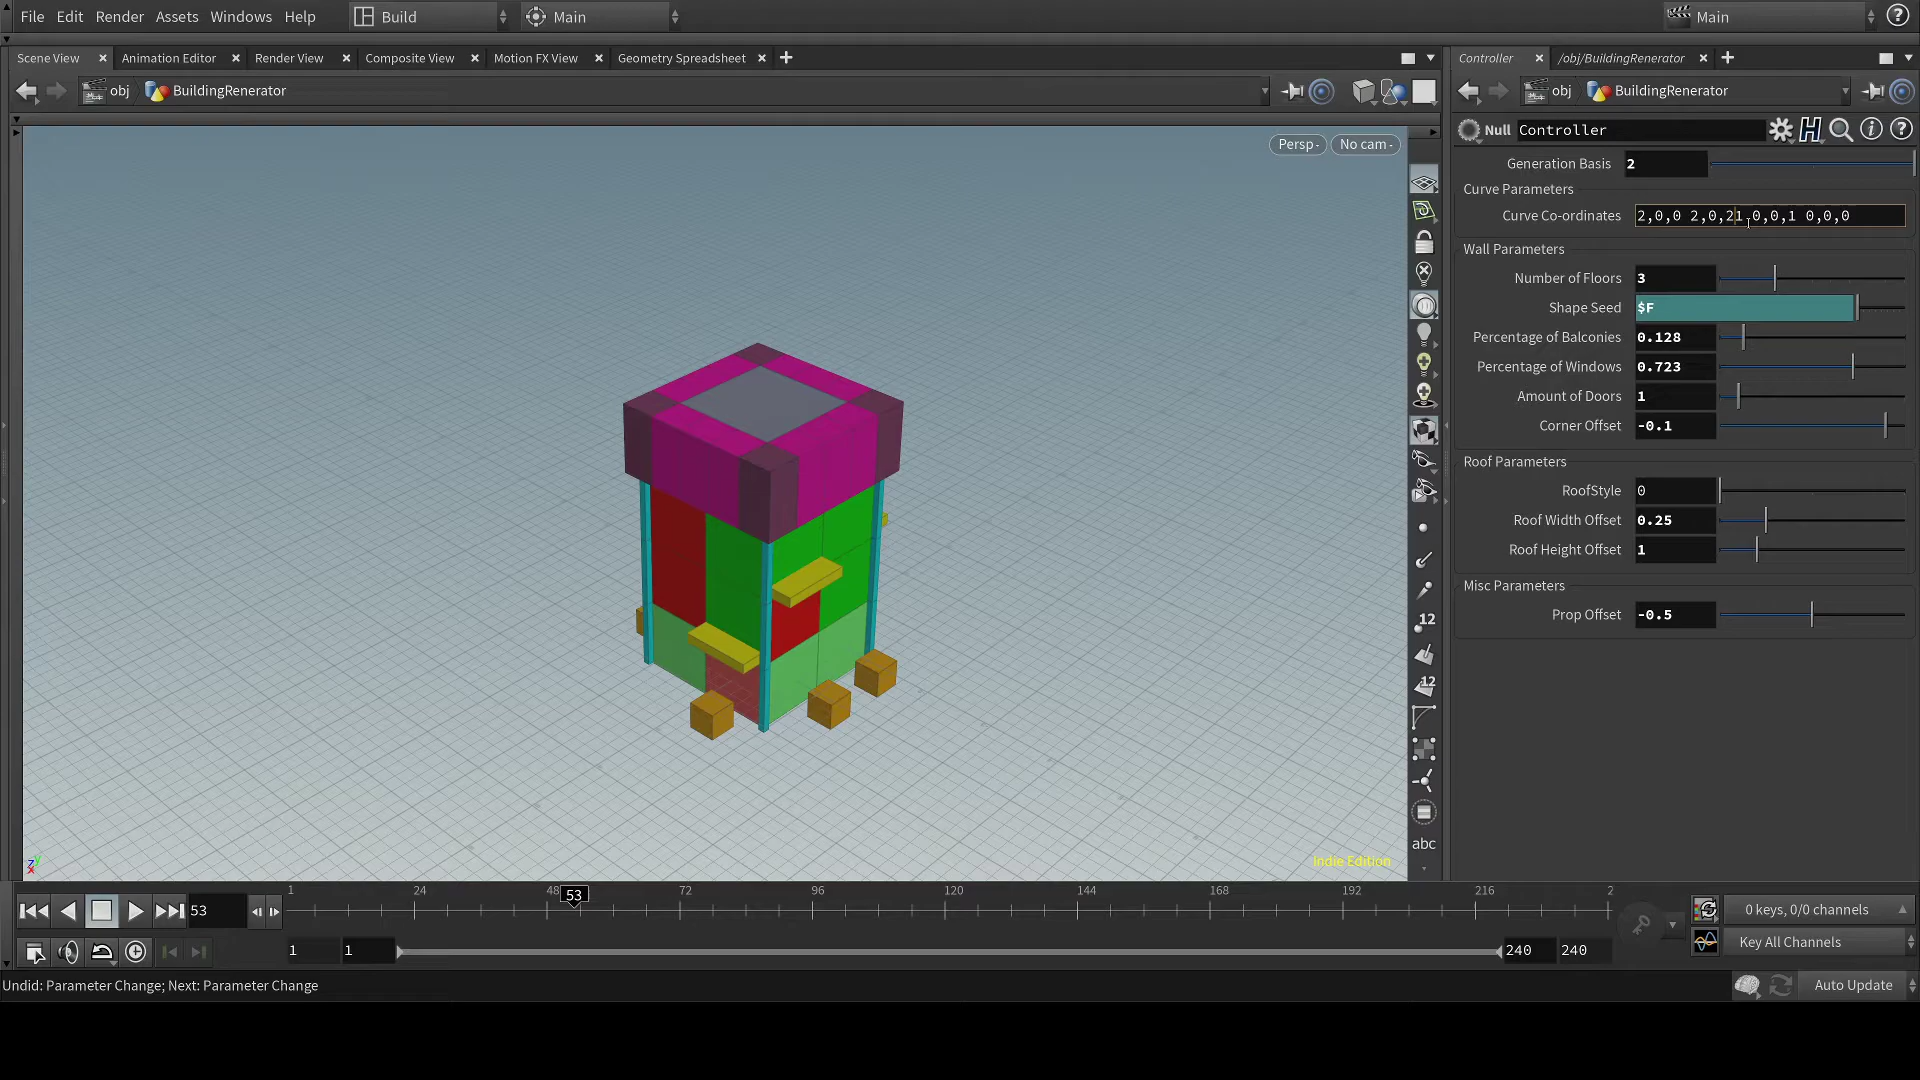 File Edit Render Assets Windows Help Build Main Main
Scene View Animation Editor Render View Composite View Motion FX View Geometry Spreadsheet
obj BuildingRenerator
Persp No cam
Indie Edition
Controller /obj/BuildingRenerator
obj BuildingRenerator
Null Controller
Generation Basis 2
Curve Parameters
Curve Co-ordinates 2,0,0 2,0,21,0,0,1 0,0,0
Wall Parameters
Number of Floors 3
Shape Seed $F
Percentage of Balconies 0.128
Percentage of Windows 0.723
Amount of Doors 1
Corner Offset -0.1
Roof Parameters
RoofStyle 0
Roof Width Offset 0.25
Roof Height Offset 1
Misc Parameters
Prop Offset -0.5
12
12
abc
z y x
1 24 48 53 72 96 120 144 168 192 216 2
53
1 1 240 240
0 keys, 0/0 channels
Key All Channels
Undid: Parameter Change; Next: Parameter Change
Auto Update